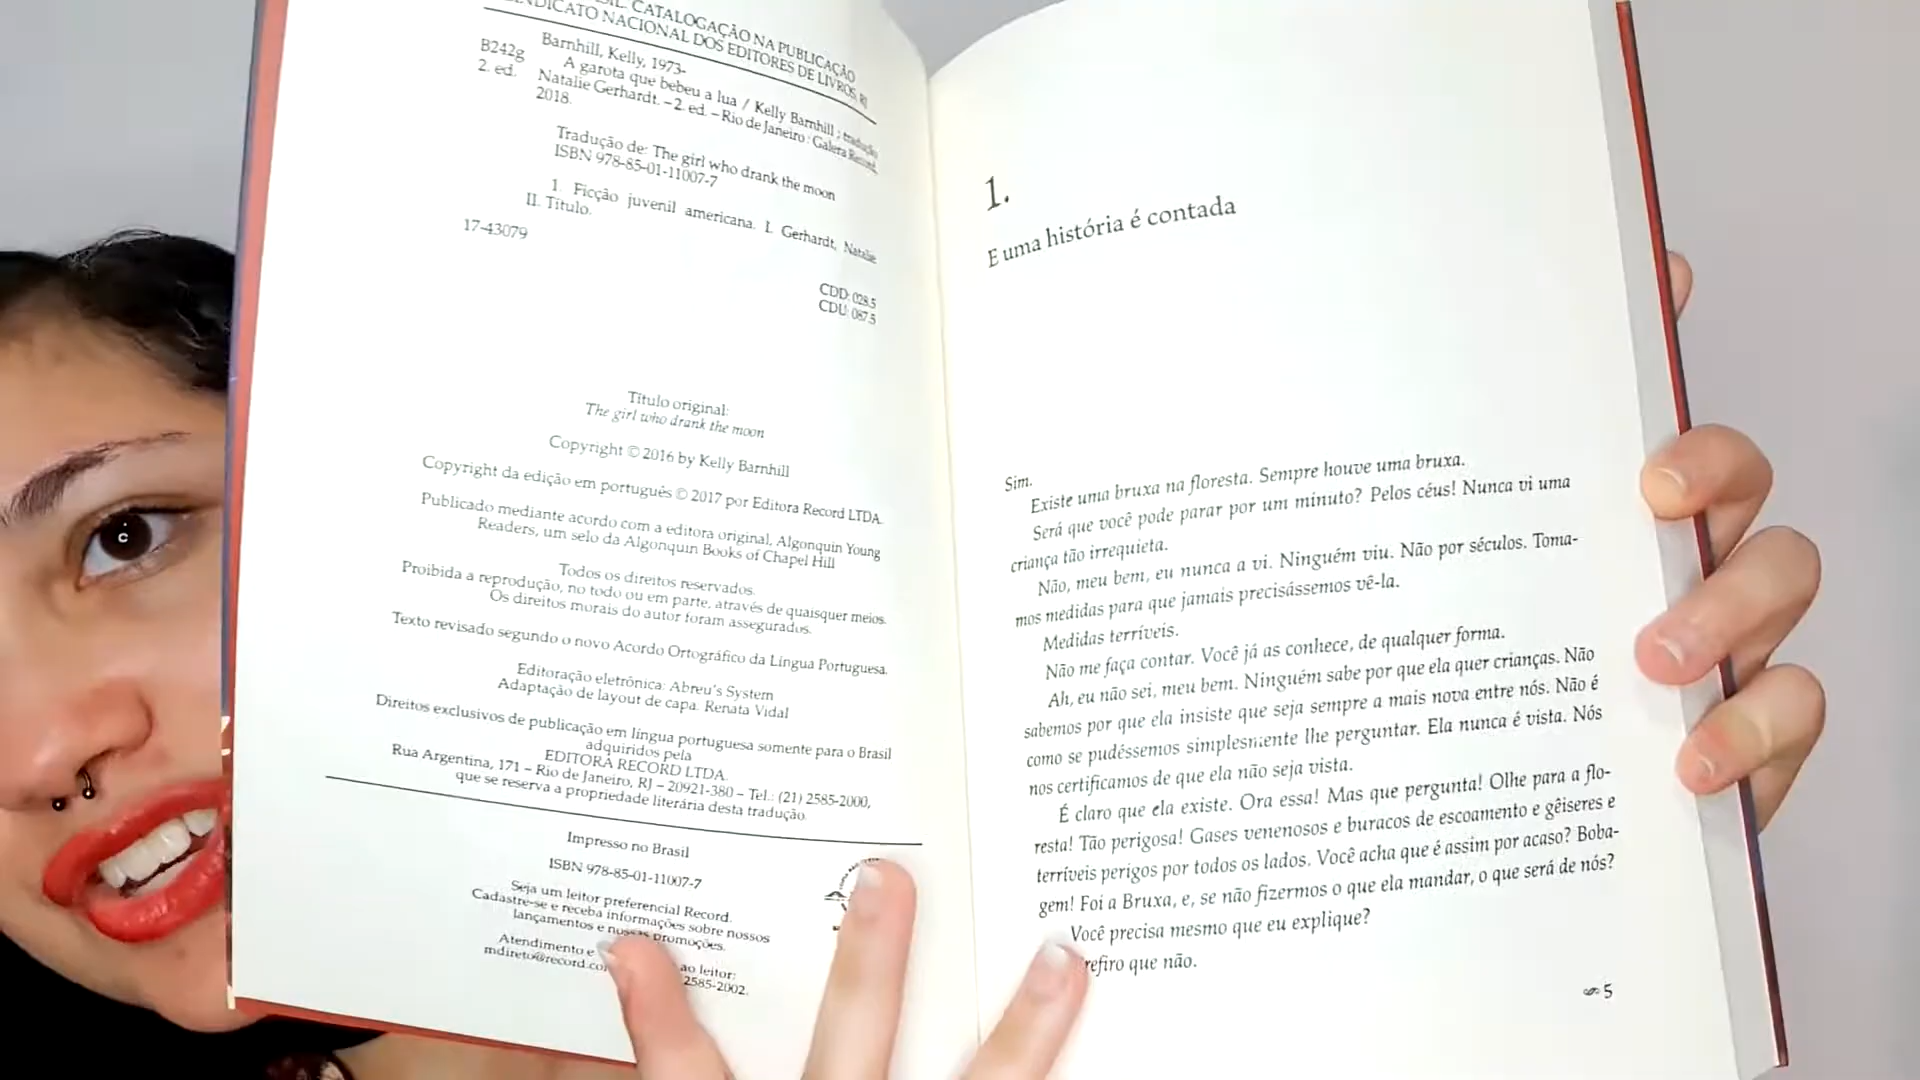 CATALOGAÇÃO NA PUBLICAÇÃO
SINDICATO NACIONAL DOS EDITORES DE LIVROS, RJ
Barnhill, Kelly, 1973-
B242g A garota que bebeu a lua / Kelly Barnhill ; tradução
2. ed. Natalie Gerhardt. – 2. ed. – Rio de Janeiro : Galera Record,
2018.
Tradução de: The girl who drank the moon
ISBN 978-85-01-11007-7
1. Ficção juvenil americana. I. Gerhardt, Natalie
II. Título.
17-43079
CDD: 028.5
CDU: 087.5
Título original:
The girl who drank the moon
Copyright © 2016 by Kelly Barnhill
Copyright da edição em português © 2017 por Editora Record LTDA.
Publicado mediante acordo com a editora original, Algonquin Young
Readers, um selo da Algonquin Books of Chapel Hill
Todos os direitos reservados.
Proibida a reprodução, no todo ou em parte, através de quaisquer meios.
Os direitos morais do autor foram assegurados.
Texto revisado segundo o novo Acordo Ortográfico da Língua Portuguesa.
Editoração eletrônica: Abreu's System
Adaptação de layout de capa: Renata Vidal
Direitos exclusivos de publicação em língua portuguesa somente para o Brasil
adquiridos pela
EDITORA RECORD LTDA.
Rua Argentina, 171 – Rio de Janeiro, RJ – 20921-380 – Tel.: (21) 2585-2000,
que se reserva a propriedade literária desta tradução.
Impresso no Brasil
ISBN 978-85-01-11007-7
Seja um leitor preferencial Record.
Cadastre-se e receba informações sobre nossos
lançamentos e nossas promoções.
Atendimento e ao leitor:
mdireto@record.co 2585-2002.
1.
E uma história é contada
Sim.
Existe uma bruxa na floresta. Sempre houve uma bruxa.
Será que você pode parar por um minuto? Pelos céus! Nunca vi uma
criança tão irrequieta.
Não, meu bem, eu nunca a vi. Ninguém viu. Não por séculos. Toma-
mos medidas para que jamais precisássemos vê-la.
Medidas terríveis.
Não me faça contar. Você já as conhece, de qualquer forma.
Ah, eu não sei, meu bem. Ninguém sabe por que ela quer crianças. Não
sabemos por que ela insiste que seja sempre a mais nova entre nós. Não é
como se pudéssemos simplesmente lhe perguntar. Ela nunca é vista. Nós
nos certificamos de que ela não seja vista.
É claro que ela existe. Ora essa! Mas que pergunta! Olhe para a flo-
resta! Tão perigosa! Gases venenosos e buracos de escoamento e gêiseres e
terríveis perigos por todos os lados. Você acha que é assim por acaso? Boba-
gem! Foi a Bruxa, e, se não fizermos o que ela mandar, o que será de nós?
Você precisa mesmo que eu explique?
refiro que não.
5